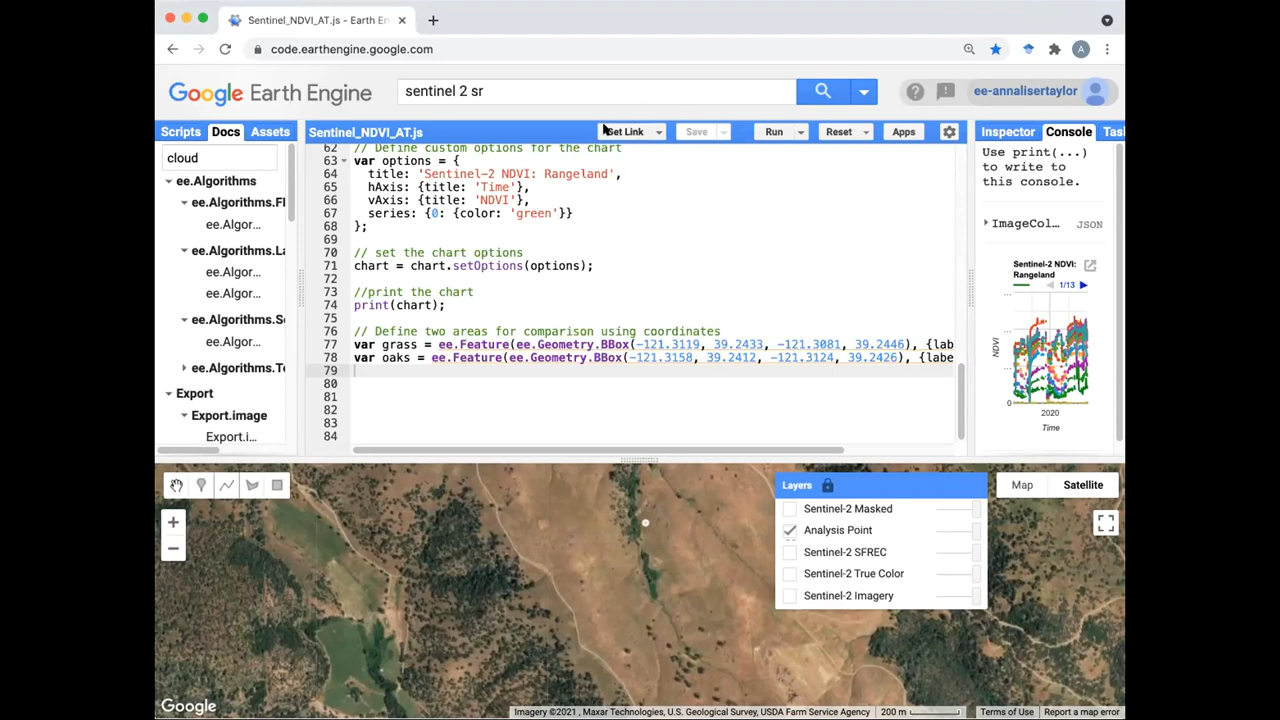 Sentinel_NDVI_AT.js - Earth En
code.earthengine.google.com
A
Google Earth Engine
sentinel 2 sr
ee-annalisertaylor
Scripts Docs Assets
Sentinel_NDVI_AT.js
Get Link Save Run Reset Apps
Inspector Console Tas
cloud
ee.Algorithms
ee.Algorithms.Fl
ee.Algor...
ee.Algorithms.La
ee.Algor...
ee.Algor...
ee.Algorithms.Se
ee.Algor...
ee.Algorithms.Te
Export
Export.image
Export.i...
62 // Define custom options for the chart
63 var options = {
64 title: 'Sentinel-2 NDVI: Rangeland',
65 hAxis: {title: 'Time'},
66 vAxis: {title: 'NDVI'},
67 series: {0: {color: 'green'}}
68 };
69
70 // set the chart options
71 chart = chart.setOptions(options);
72
73 //print the chart
74 print(chart);
75
76 // Define two areas for comparison using coordinates
77 var grass = ee.Feature(ee.Geometry.BBox(-121.3119, 39.2433, -121.3081, 39.2446), {lab
78 var oaks = ee.Feature(ee.Geometry.BBox(-121.3158, 39.2412, -121.3124, 39.2426), {labe
79
80
81
82
83
84
Use print(...)
to write to
this console.
ImageCol... JSON
Sentinel-2 NDVI:
Rangeland
1/13
...
...
...
NDVI
0
2020
Time
Layers
Sentinel-2 Masked
Analysis Point
Sentinel-2 SFREC
Sentinel-2 True Color
Sentinel-2 Imagery
Map Satellite
Google
Imagery ©2021 , Maxar Technologies, U.S. Geological Survey, USDA Farm Service Agency 200 m Terms of Use Report a map error